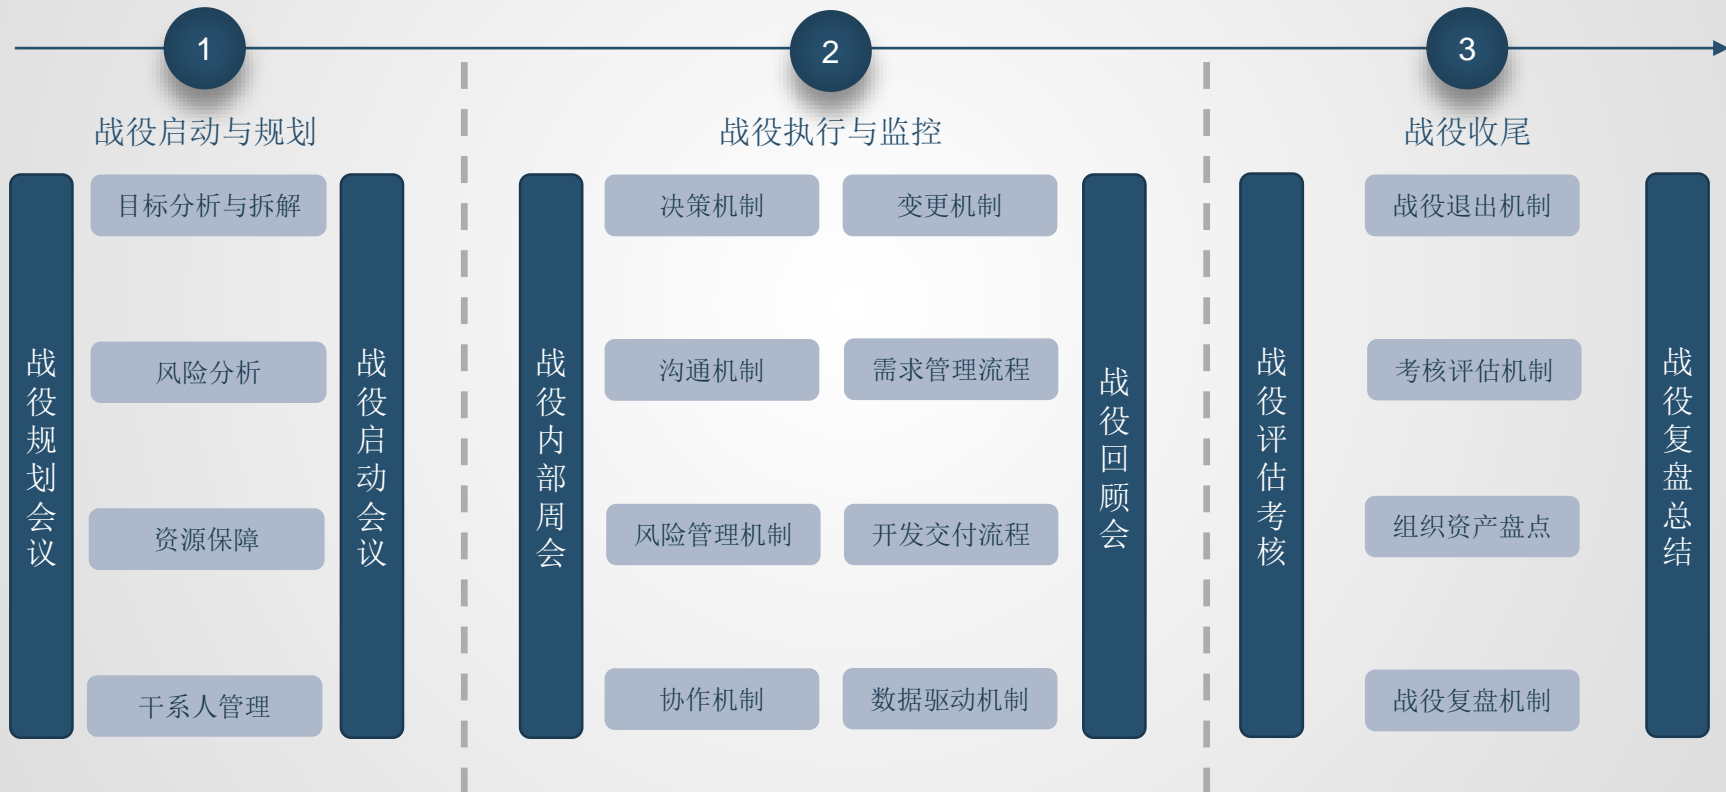 1
2
3
战役启动与规划
战役执行与监控
战役收尾
战役规划会议
目标分析与拆解
风险分析
资源保障
干系人管理
战役启动会议
战役内部周会
决策机制
变更机制
沟通机制
需求管理流程
风险管理机制
开发交付流程
协作机制
数据驱动机制
战役回顾会
战役评估考核
战役退出机制
考核评估机制
组织资产盘点
战役复盘机制
战役复盘总结